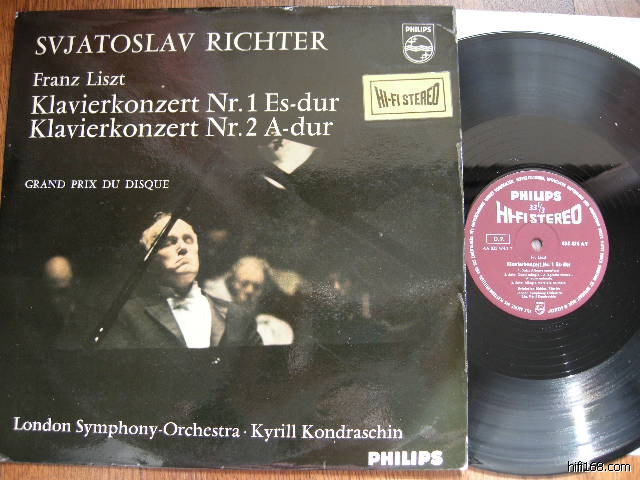 SVJATOSLAV RICHTER
PHILIPS
Franz Liszt
Klavierkonzert Nr. 1 Es-dur
Klavierkonzert Nr. 2 A-dur
HI-FI STEREO
GRAND PRIX DU DISQUE
London Symphony-Orchestra · Kyrill Kondraschin
PHILIPS
PHILIPS
33⅓
HI-FI STEREO
Fr. Liszt
Klavierkonzert Nr. 1 Es-dur
hifi168.com